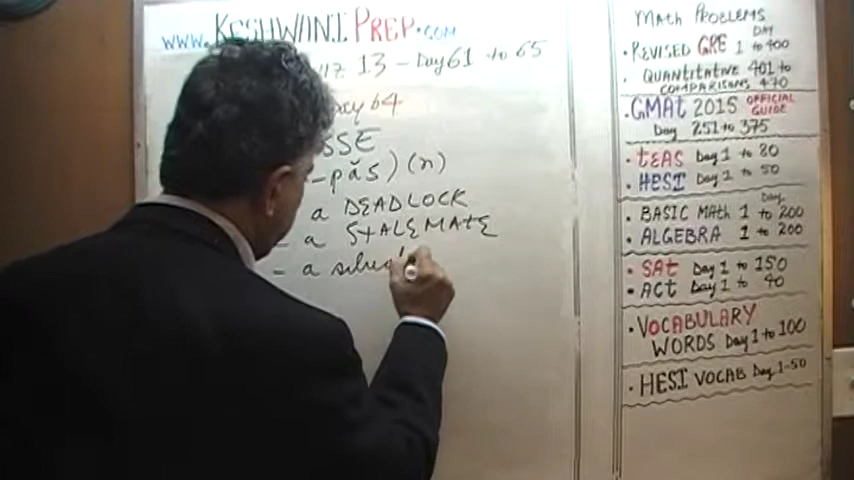 WWW.KESHWANIPREP.COM
13 - Day 61 to 65
64
SSE
-păs) (n)
a DEADLOCK
- a STALEMATE
- a
MATH PROBLEMS
DAY
• REVISED GRE 1 to 400
• QUANTITATIVE 401 to
COMPARISONS 470
• GMAT 2015 OFFICIAL GUIDE
Day 251 to 375
• TEAS Day 1 to 80
• HESI Day 1 to 50
Day
• BASIC MATH 1 to 200
• ALGEBRA 1 to 200
• SAT Day 1 to 150
• ACT Day 1 to 40
• VOCABULARY
WORDS Day 1 to 100
• HESI VOCAB Day 1-50